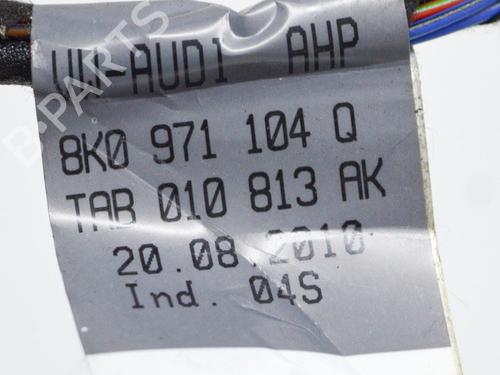 VW-AUDI AHP
8K0 971 104 Q
TAB 010 813 AK
20.08.2010
Ind. 04S
B-PARTS